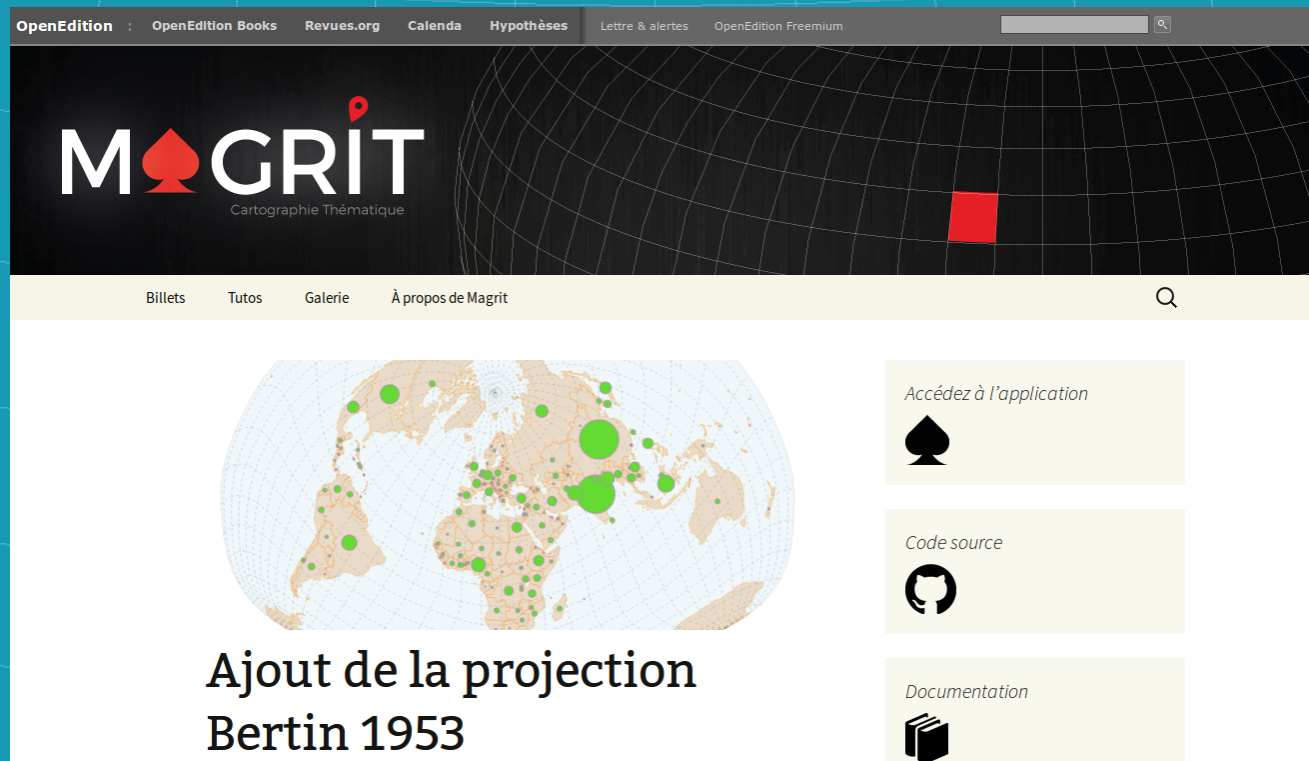 OpenEdition : OpenEdition Books Revues.org Calenda Hypothèses Lettre & alertes OpenEdition Freemium
MAGRIT
Cartographie Thématique
Billets Tutos Galerie À propos de Magrit
Accédez à l'application
Code source
Ajout de la projection
Bertin 1953
Documentation